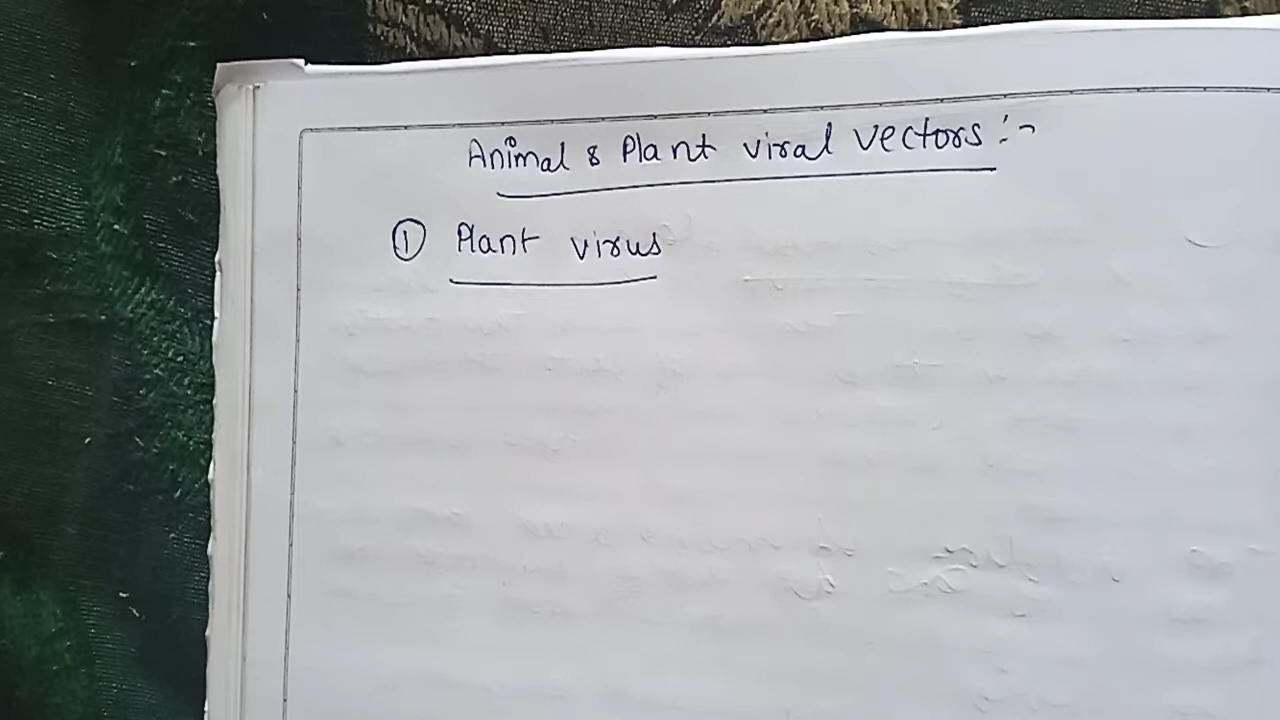 Animal & Plant viral vectors :-
① Plant virus